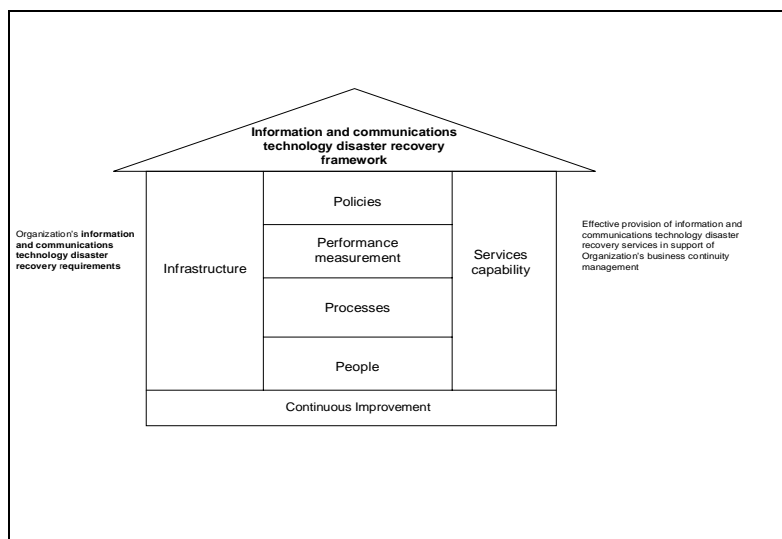 Information and communications
technology disaster recovery
framework
Organization's information
and communications
technology disaster
recovery requirements
Infrastructure
Policies
Performance
measurement
Processes
People
Services
capability
Effective provision of information and
communications technology disaster
recovery services in support of
Organization's business continuity
management
Continuous Improvement